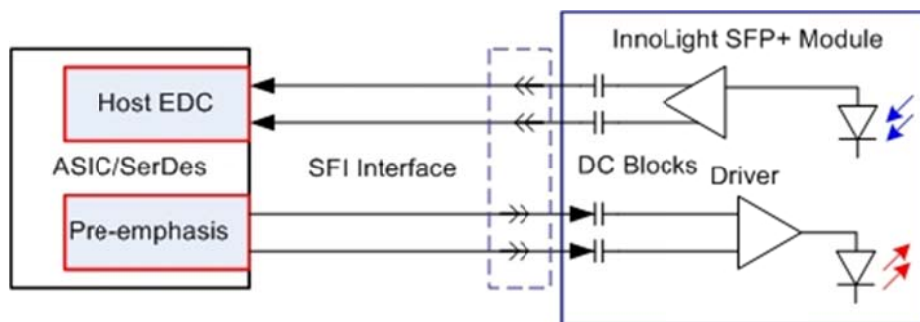 InnoLight SFP+ Module
Host EDC
ASIC/SerDes
SFI Interface
DC Blocks
Driver
Pre-emphasis